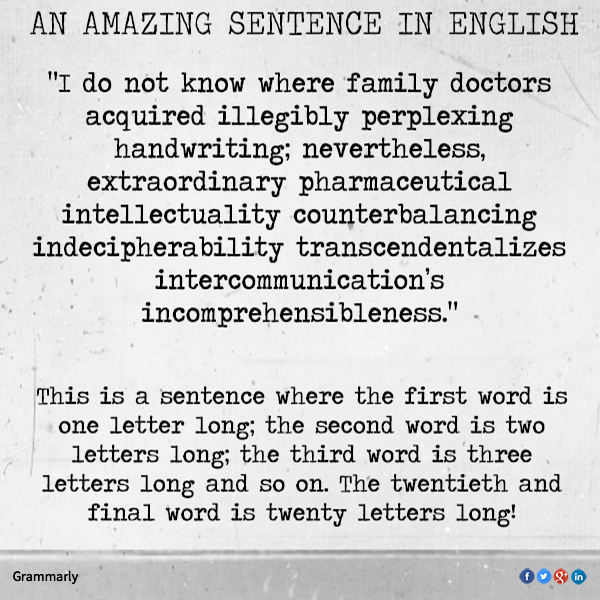 AN AMAZING SENTENCE IN ENGLISH
"I do not know where family doctors
acquired illegibly perplexing
handwriting; nevertheless,
extraordinary pharmaceutical
intellectuality counterbalancing
indecipherability transcendentalizes
intercommunication's
incomprehensibleness."
This is a sentence where the first word is
one letter long; the second word is two
letters long; the third word is three
letters long and so on. The twentieth and
final word is twenty letters long!
Grammarly